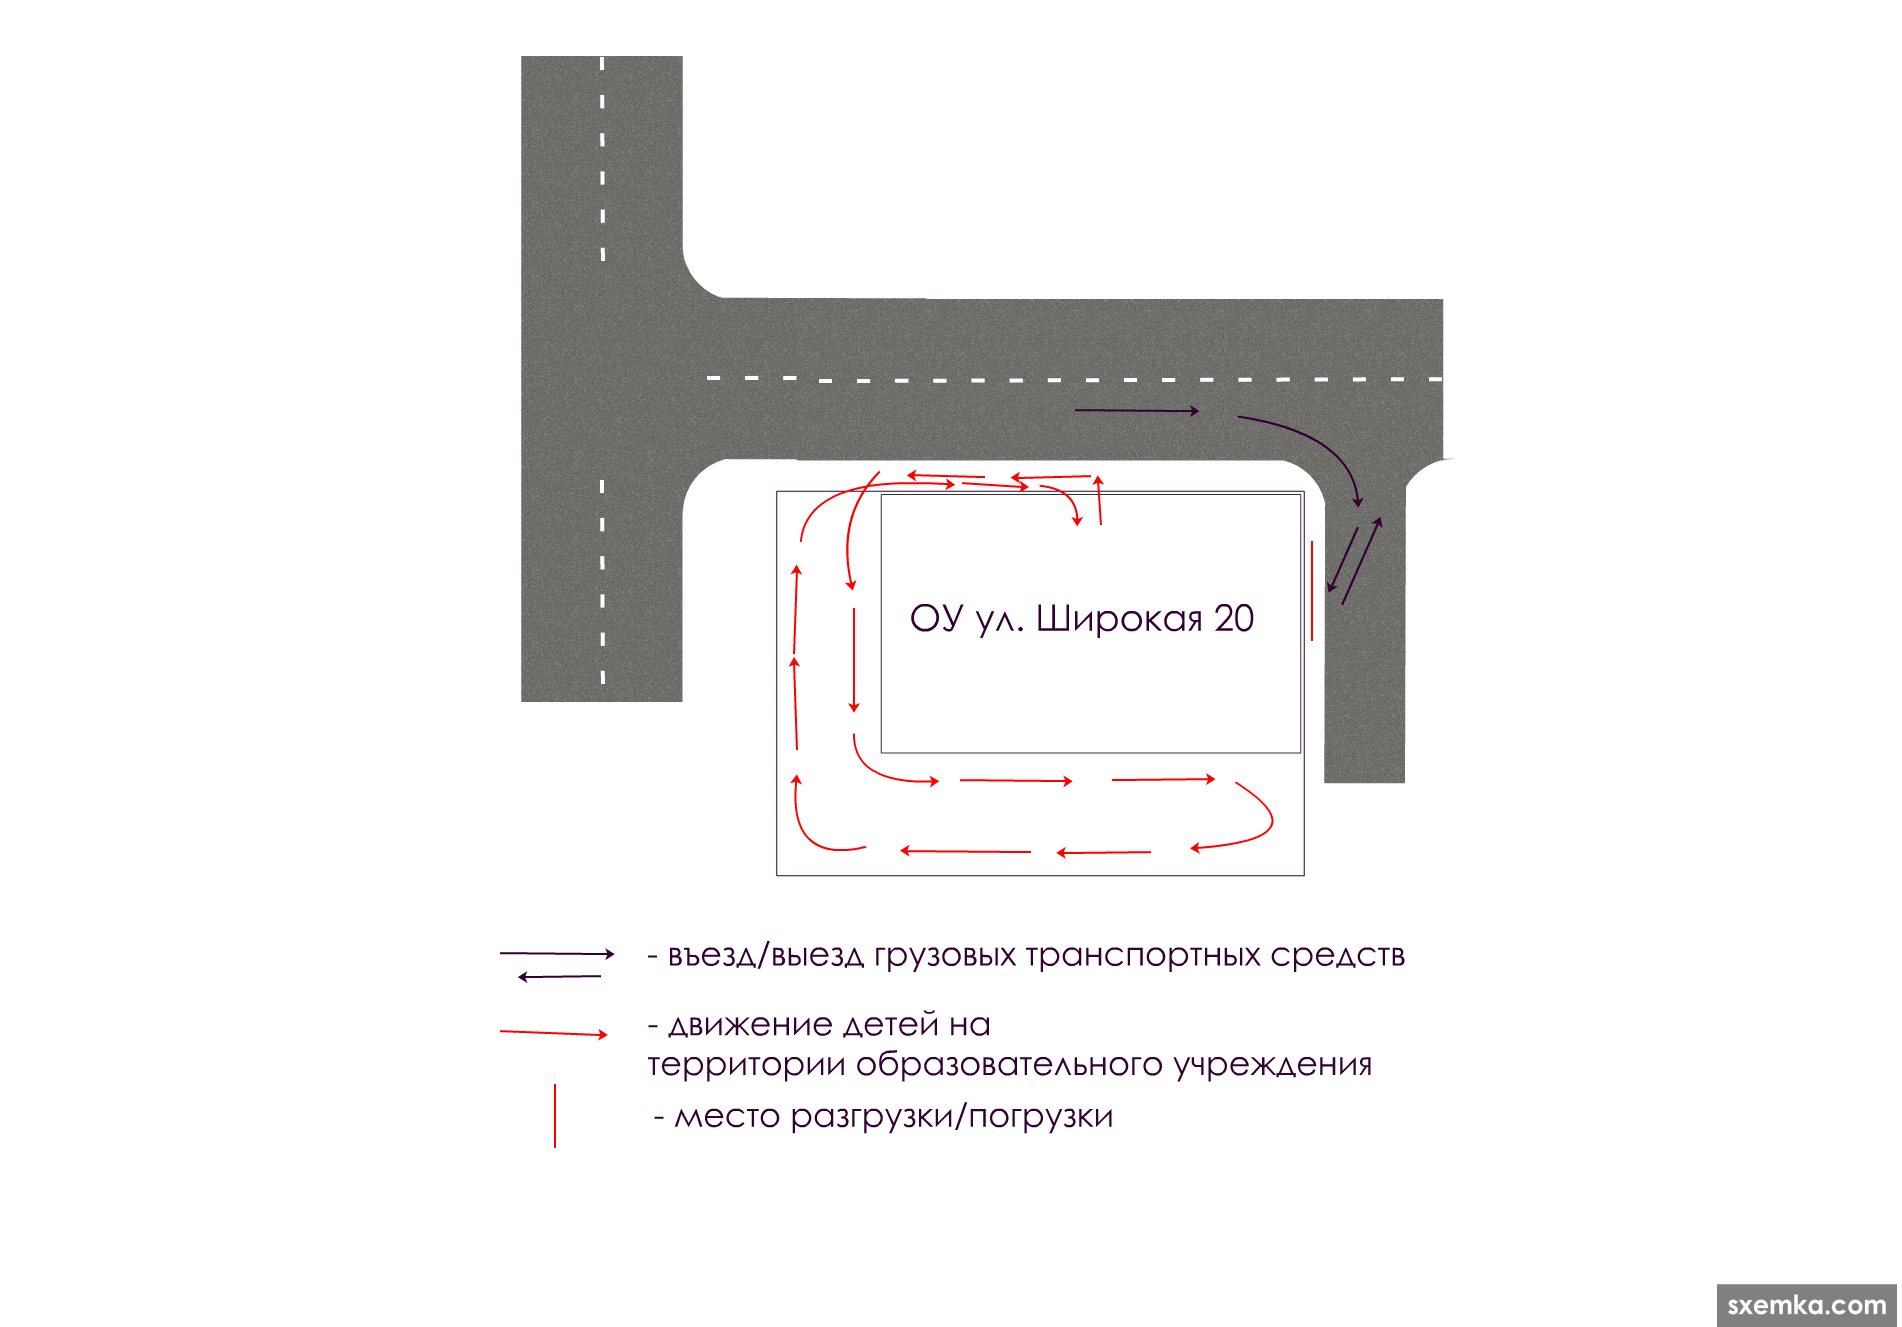 ОУ ул. Широкая 20
- въезд/выезд грузовых транспортных средств
- движение детей на
территории образовательного учреждения
- место разгрузки/погрузки
sxemka.com